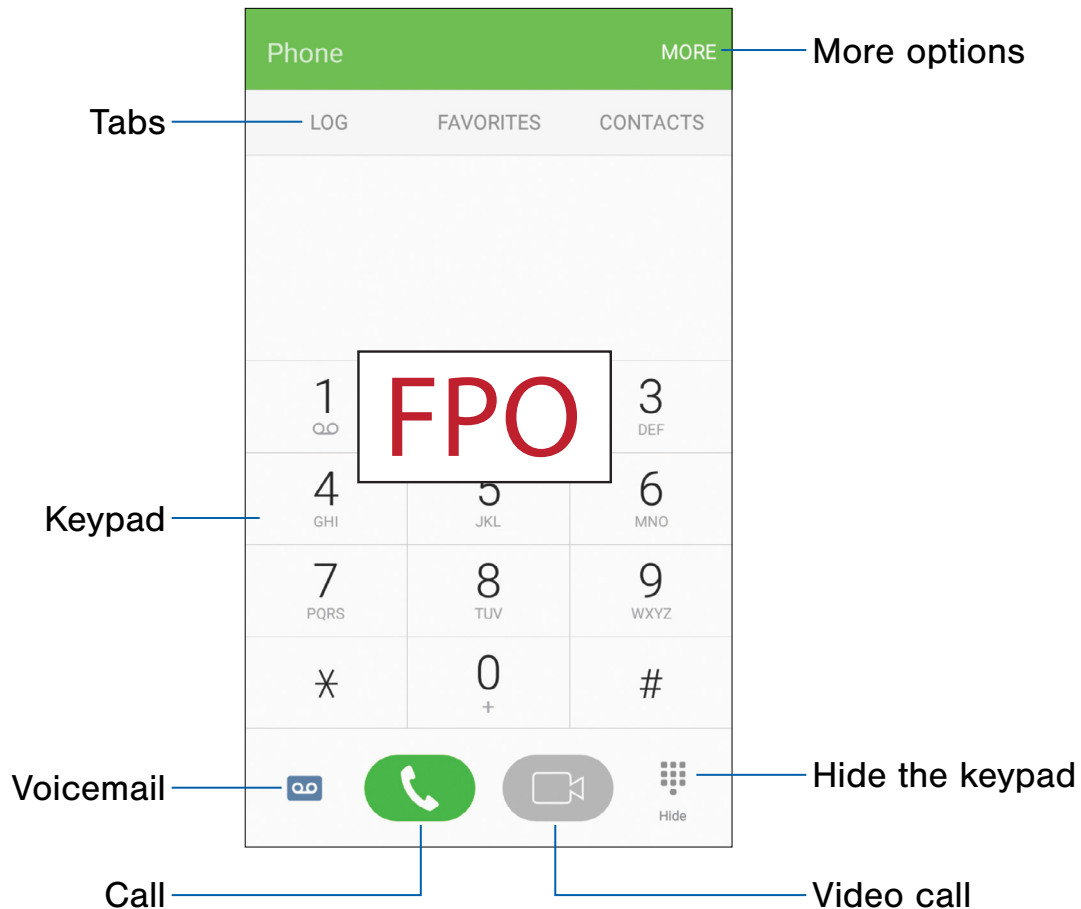 Phone MORE More options
Tabs LOG FAVORITES CONTACTS
FPO
1 3
DEF
Keypad 4 5 6
GHI JKL MNO
7 8 9
PQRS TUV WXYZ
* 0 #
+
Voicemail Hide the keypad
Hide
Call Video call